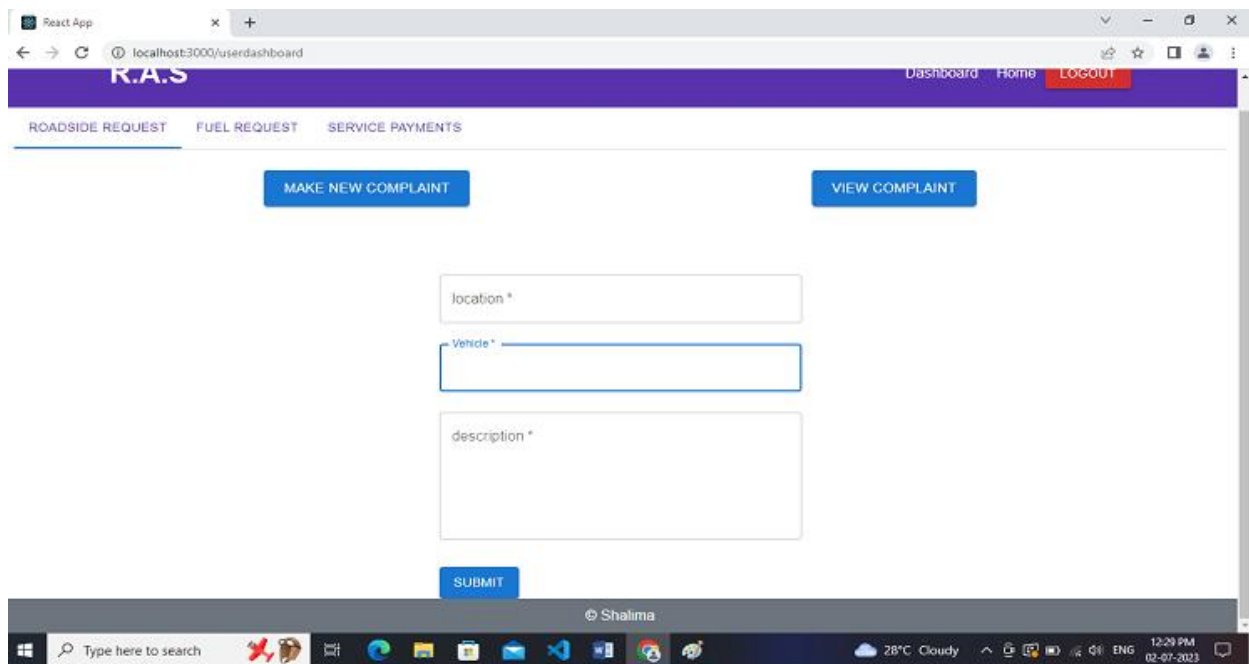 React App
localhost:3000/userdashboard
R.A.S
Dashboard Home LOGOUT
ROADSIDE REQUEST FUEL REQUEST SERVICE PAYMENTS
MAKE NEW COMPLAINT VIEW COMPLAINT
location *
Vehicle *
description *
SUBMIT
© Shalima
Type here to search 28°C Cloudy ENG 12:29 PM
02-07-2023